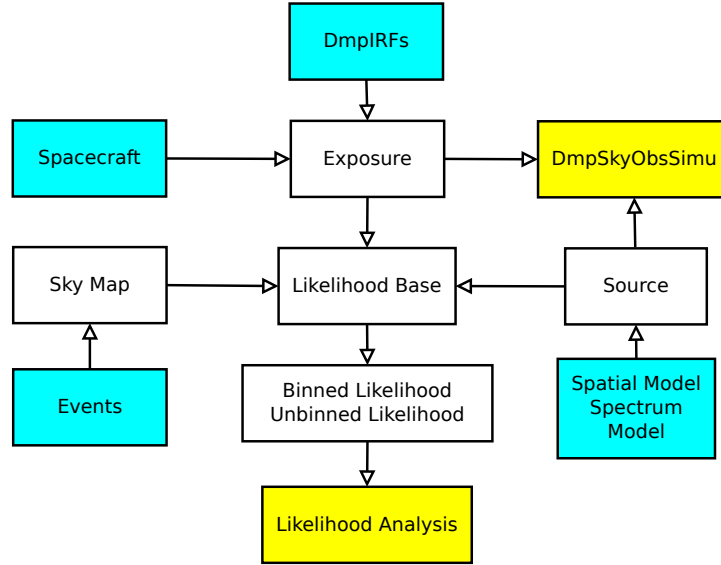 DmpIRFs
Spacecraft
Exposure
DmpSkyObsSimu
Sky Map
Likelihood Base
Source
Events
Binned Likelihood
Unbinned Likelihood
Spatial Model
Spectrum
Model
Likelihood Analysis